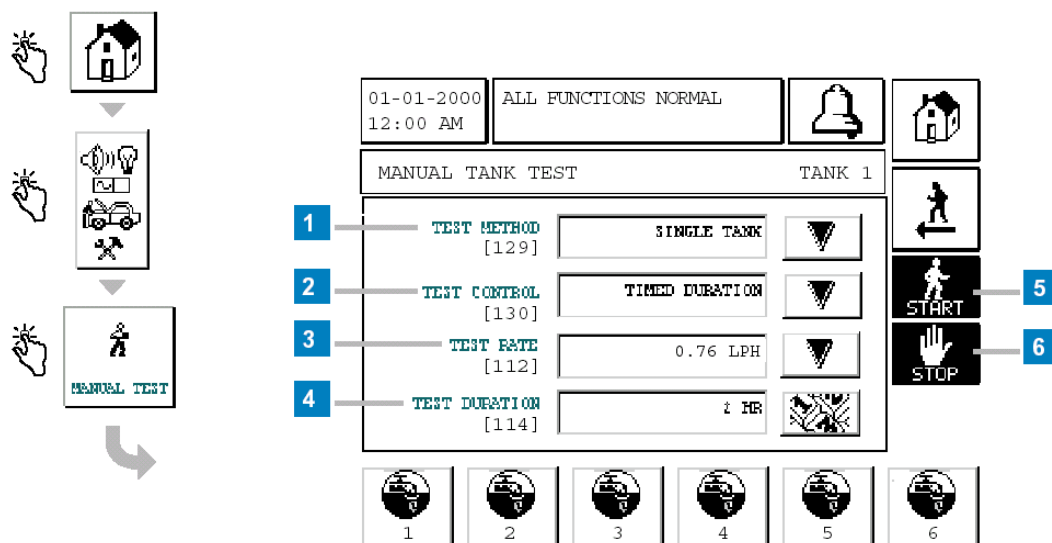 MANUAL TEST
01-01-2000 ALL FUNCTIONS NORMAL
12:00 AM
MANUAL TANK TEST TANK 1
1 TEST METHOD SINGLE TANK
[129]
2 TEST CONTROL TIMED DURATION
[130]
3 TEST RATE 0.76 LPH
[112]
4 TEST DURATION HR
[114]
START 5
STOP 6
1 2 3 4 5 6